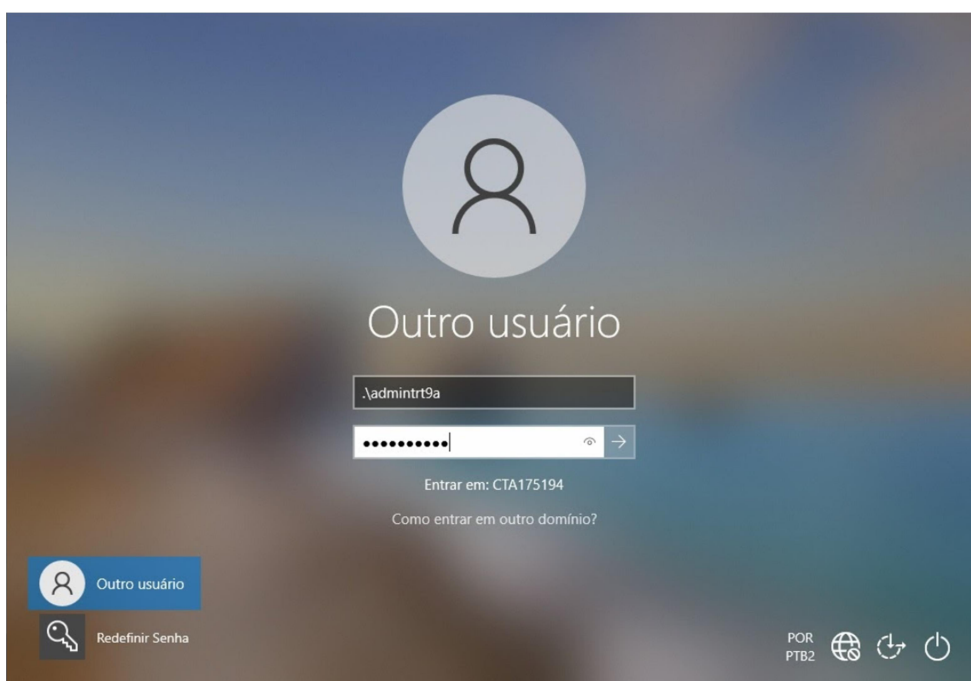 Outro usuário
.\admintrt9a
Entrar em: CTA175194
Como entrar em outro domínio?
Outro usuário
Redefinir Senha
POR
PTB2